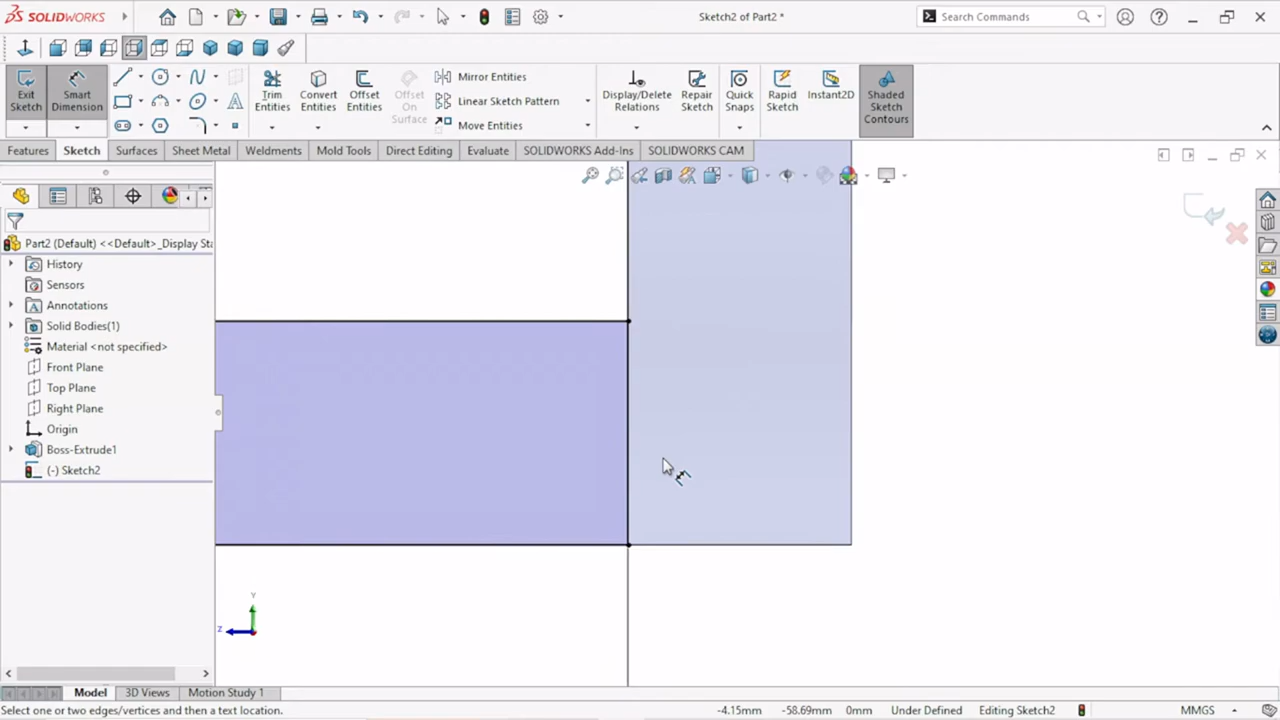 SOLIDWORKS
Sketch2 of Part2 *
Search Commands
Exit Sketch
Smart Dimension
Trim Entities
Convert Entities
Offset Entities
Offset On Surface
Mirror Entities
Linear Sketch Pattern
Move Entities
Display/Delete Relations
Repair Sketch
Quick Snaps
Rapid Sketch
Instant2D
Shaded Sketch Contours
Features
Sketch
Surfaces
Sheet Metal
Weldments
Mold Tools
Direct Editing
Evaluate
SOLIDWORKS Add-Ins
SOLIDWORKS CAM
Part2 (Default) <<Default>_Display Sta
History
Sensors
Annotations
Solid Bodies(1)
Material <not specified>
Front Plane
Top Plane
Right Plane
Origin
Boss-Extrude1
(-) Sketch2
Y
Z
Model
3D Views
Motion Study 1
Select one or two edges/vertices and then a text location.
-4.15mm
-58.69mm
0mm
Under Defined
Editing Sketch2
MMGS